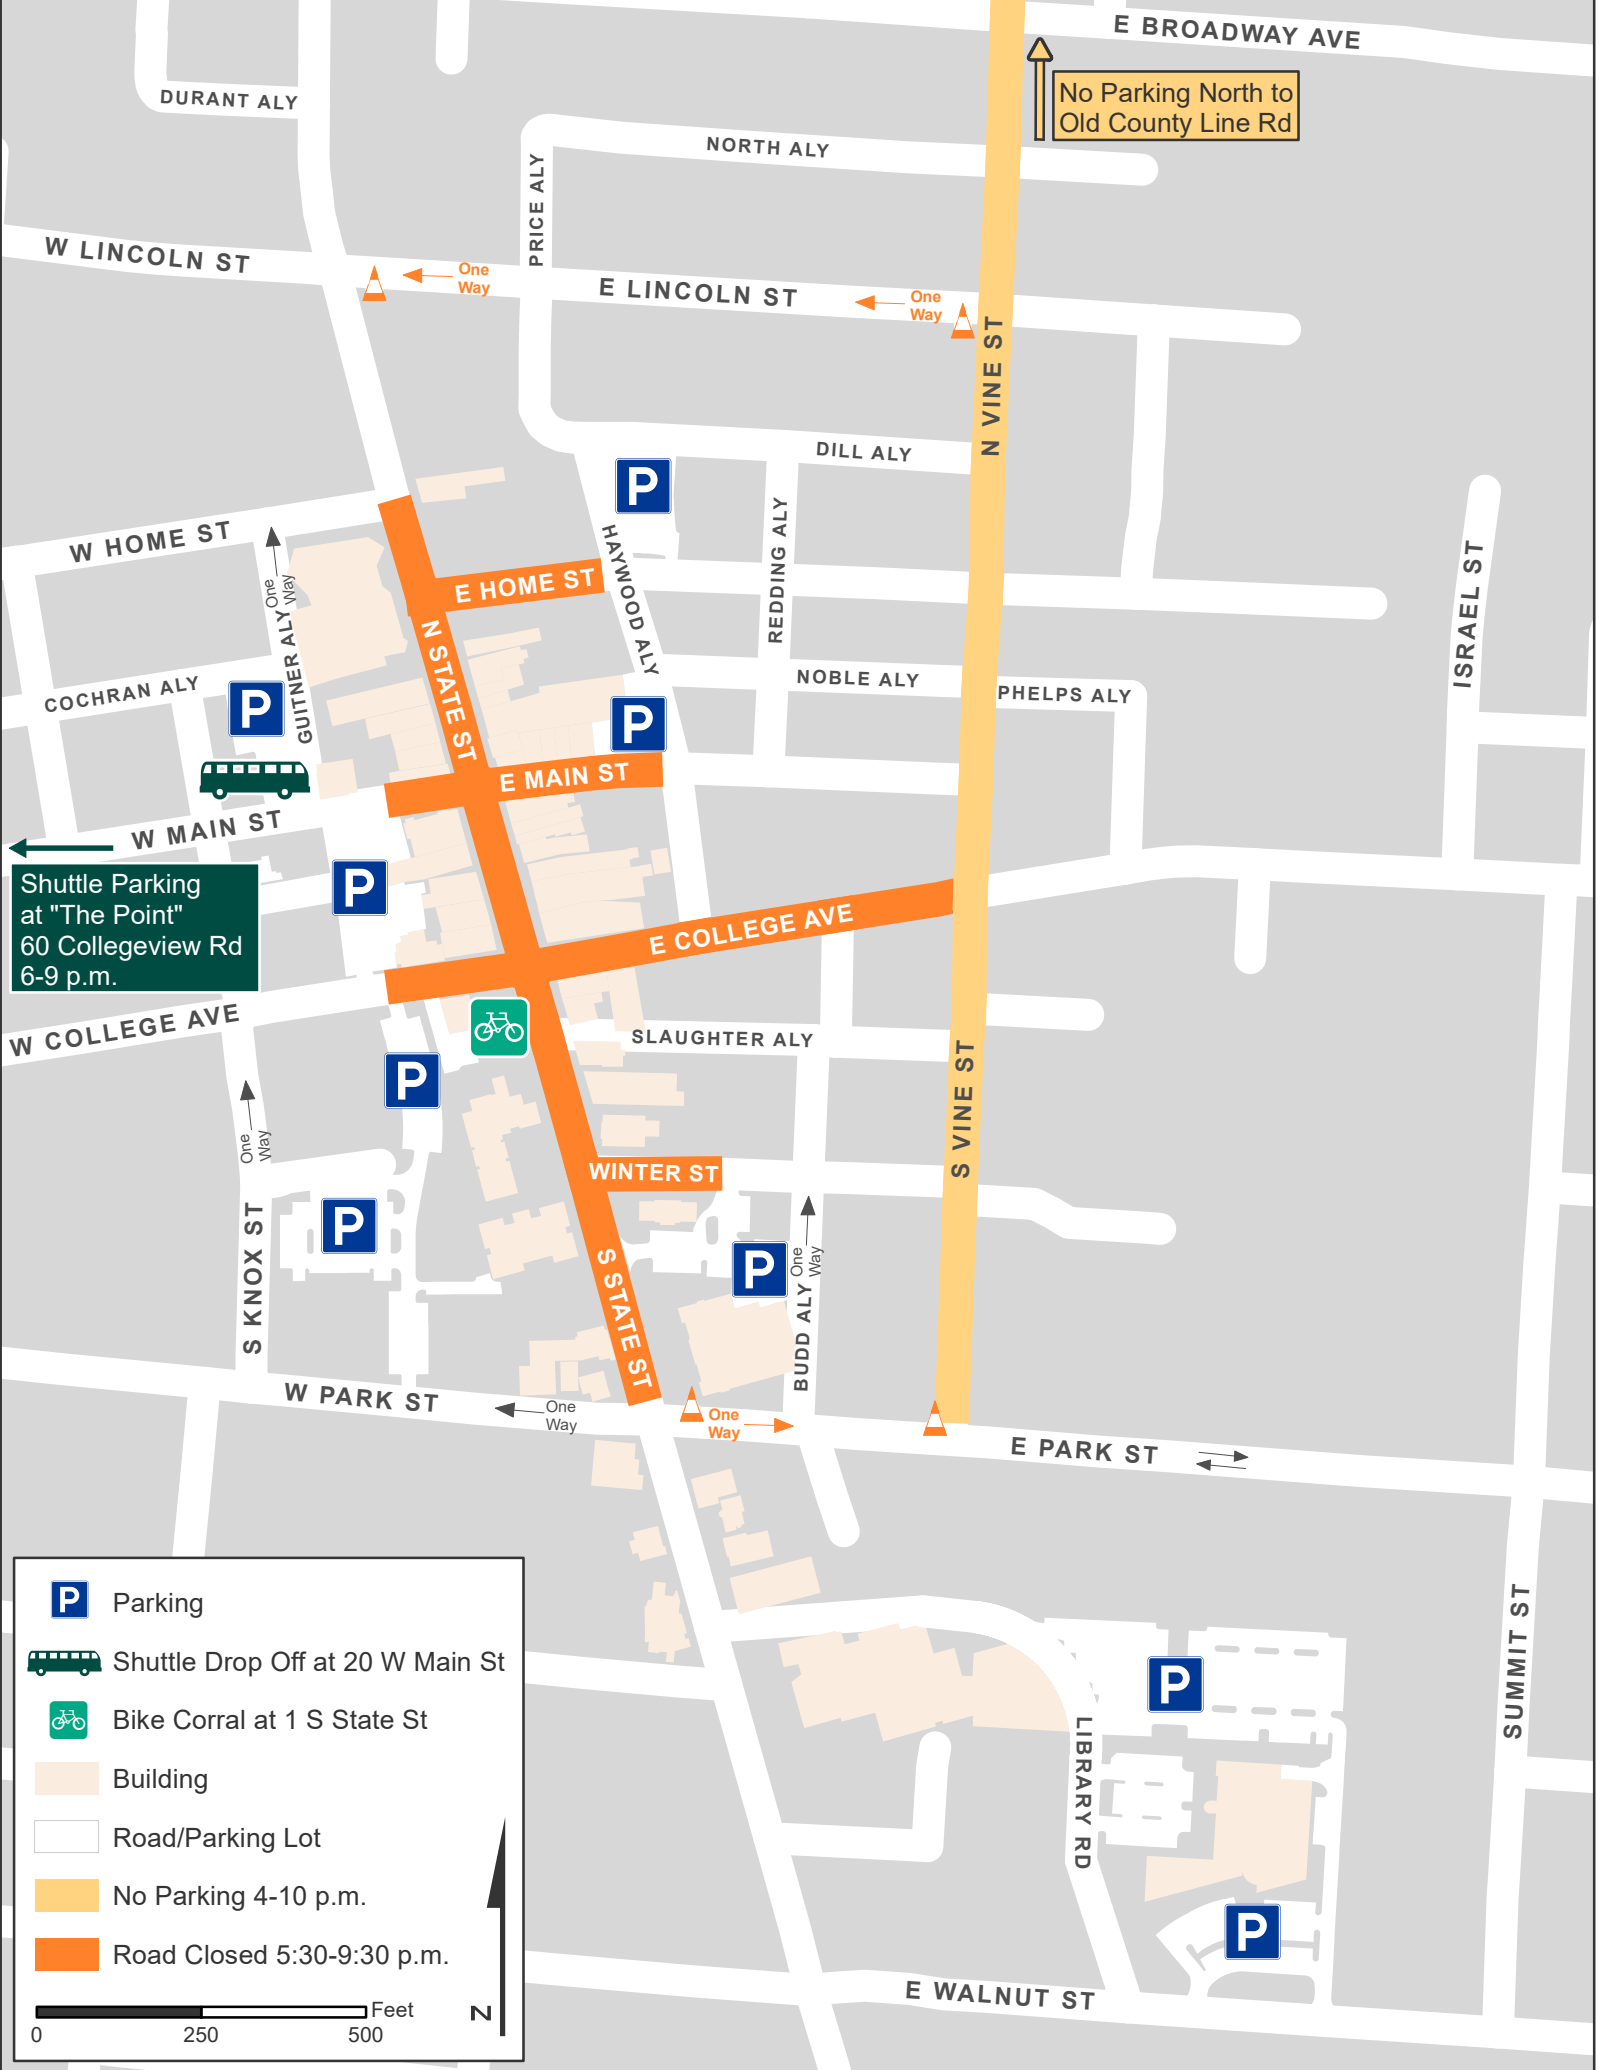 E BROADWAY AVE
No Parking North to
Old County Line Rd
DURANT ALY
NORTH ALY
PRICE ALY
W LINCOLN ST
One
Way
E LINCOLN ST
One
Way
N VINE ST
DILL ALY
P
W HOME ST
One
Way
E HOME ST
HAYWOOD ALY
REDDING ALY
ISRAEL ST
N STATE ST
COCHRAN ALY
GUITNER ALY
P
NOBLE ALY
PHELPS ALY
P
E MAIN ST
W MAIN ST
Shuttle Parking
at "The Point"
60 Collegeview Rd
6-9 p.m.
P
E COLLEGE AVE
W COLLEGE AVE
SLAUGHTER ALY
S VINE ST
P
One
Way
WINTER ST
S KNOX ST
P
S STATE ST
P
One
Way
BUDD ALY
W PARK ST
One
Way
One
Way
E PARK ST
SUMMIT ST
P
LIBRARY RD
P
E WALNUT ST
P Parking
Shuttle Drop Off at 20 W Main St
Bike Corral at 1 S State St
Building
Road/Parking Lot
No Parking 4-10 p.m.
Road Closed 5:30-9:30 p.m.
Feet
0 250 500
N